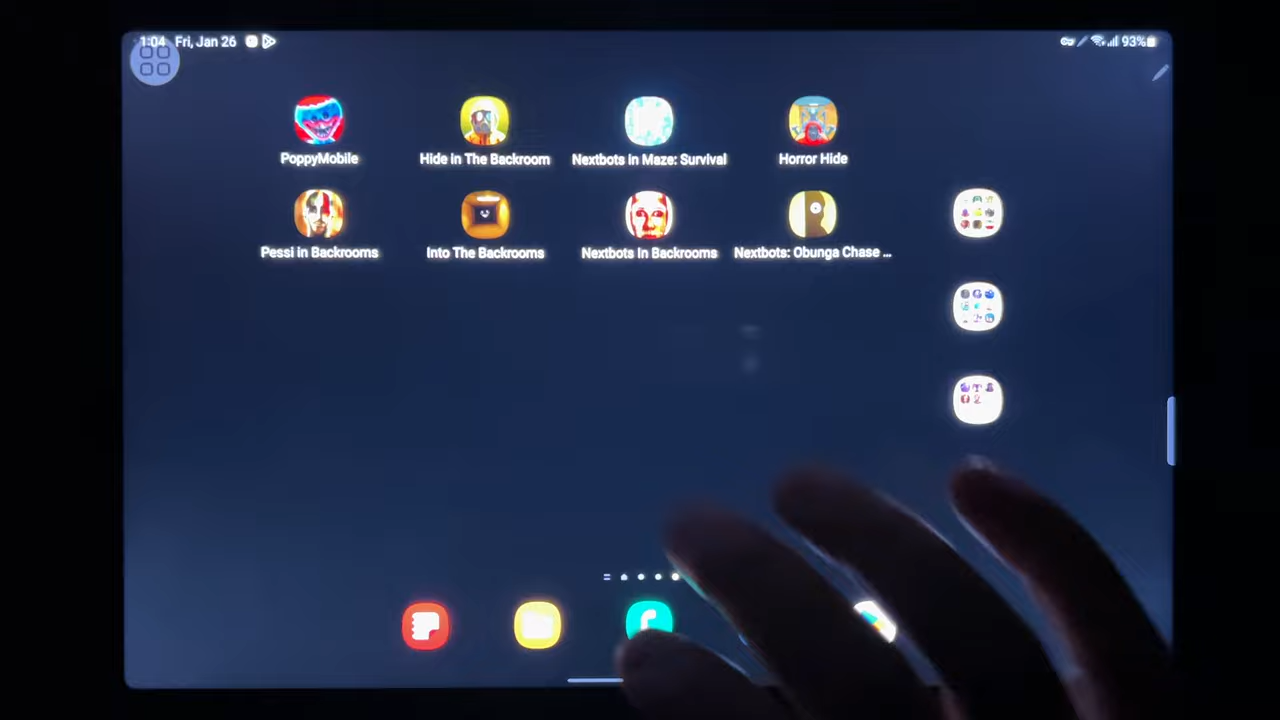 1:04 Fri, Jan 26
93%
PoppyMobile
Hide in The Backroom
Nextbots In Maze: Survival
Horror Hide
Pessi in Backrooms
Into The Backrooms
Nextbots In Backrooms
Nextbots: Obunga Chase ...